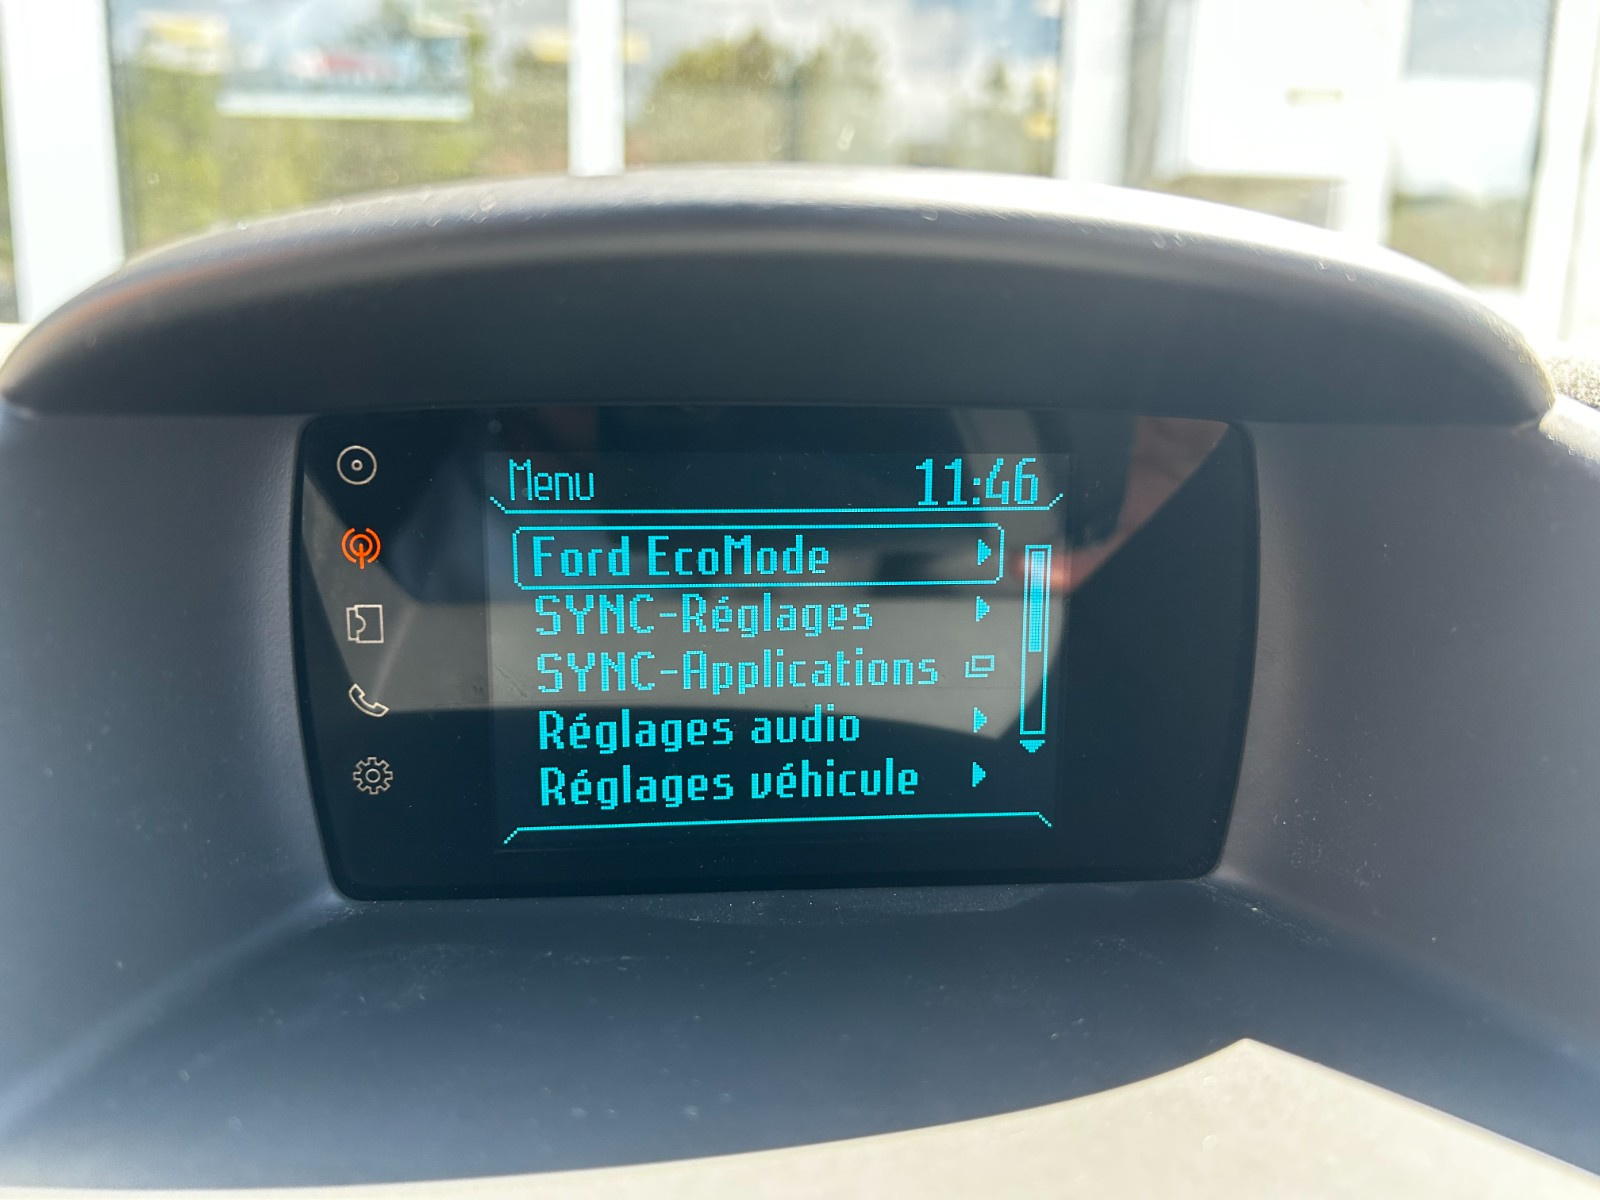 Menu 11:46
Ford EcoMode
SYNC-Réglages
SYNC-Applications
Réglages audio
Réglages véhicule